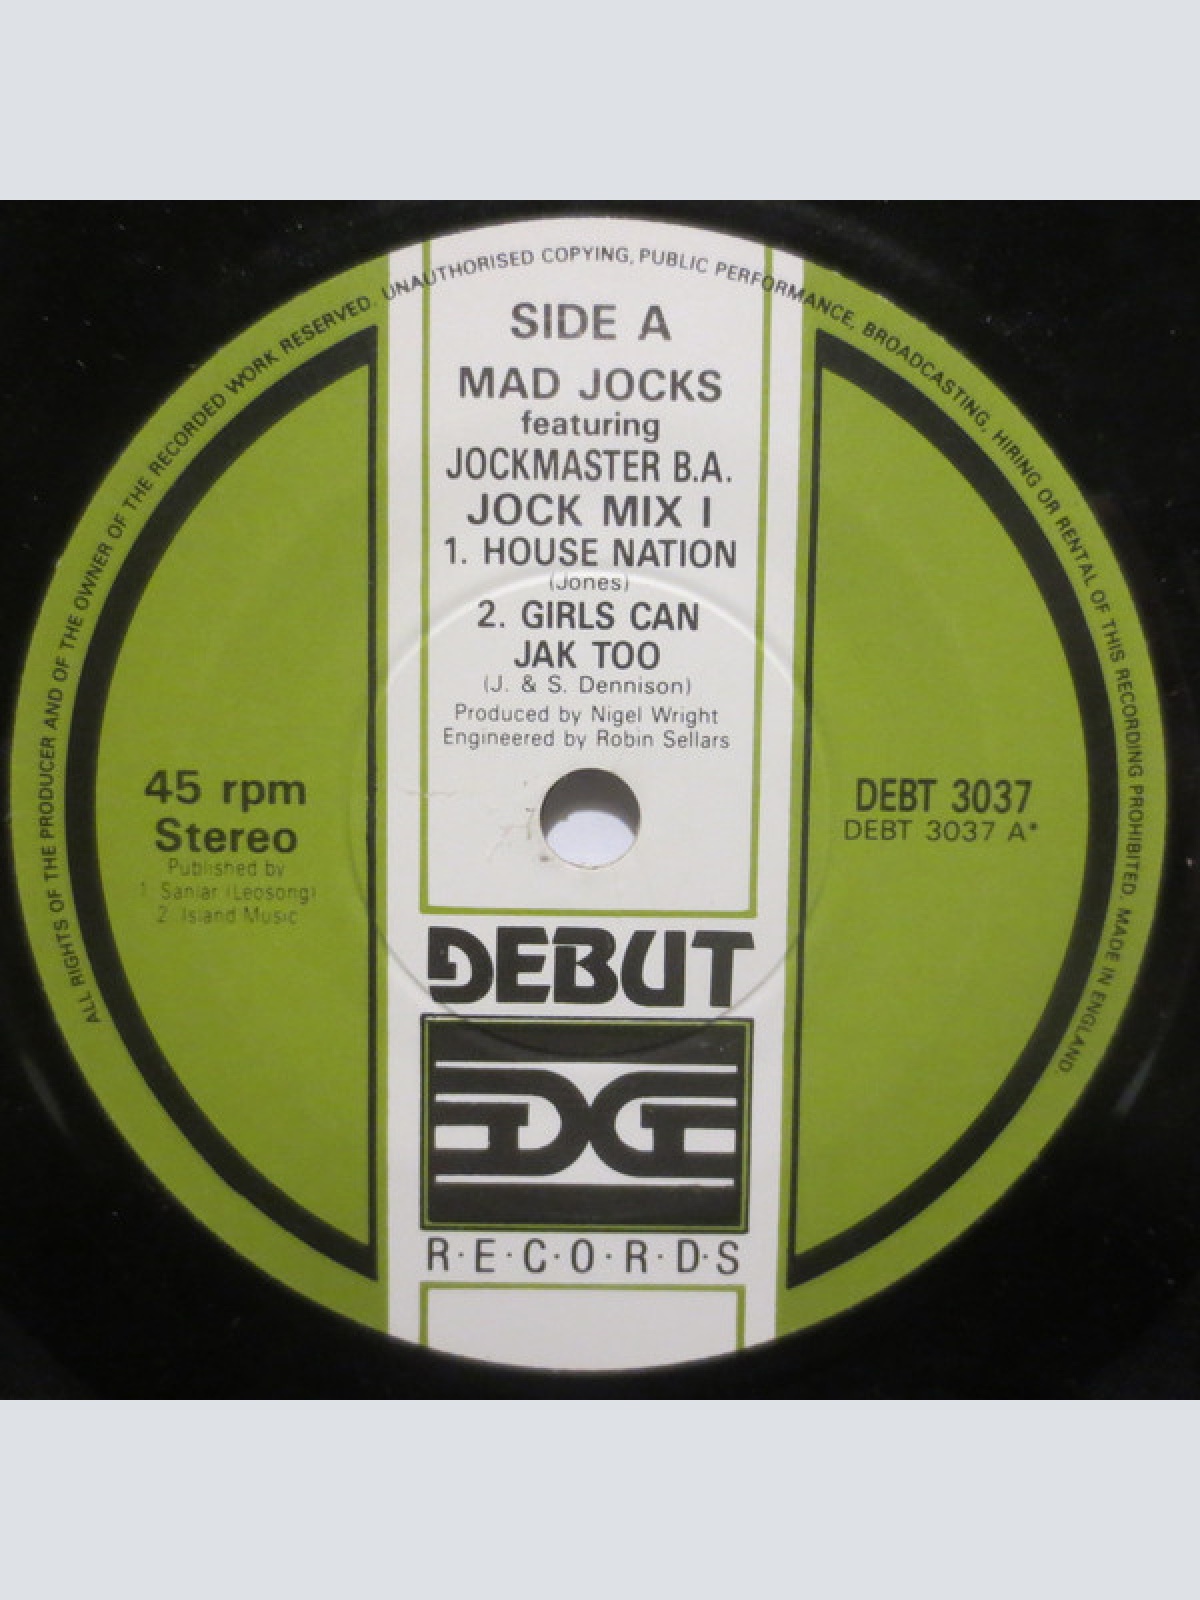 ALL RIGHTS OF THE PRODUCER AND OF THE OWNER OF THE RECORDED WORK RESERVED. UNAUTHORISED COPYING, PUBLIC PERFORMANCE, BROADCASTING, HIRING OR RENTAL OF THIS RECORDING PROHIBITED. MADE IN ENGLAND.
SIDE A
MAD JOCKS
featuring
JOCKMASTER B.A.
JOCK MIX I
1. HOUSE NATION
(Jones)
2. GIRLS CAN
JAK TOO
(J. & S. Dennison)
Produced by Nigel Wright
Engineered by Robin Sellars
45 rpm
Stereo
Published by
1 Saniar (Leosong)
2 Island Music
DEBT 3037
DEBT 3037 A*
DEBUT
R·E·C·O·R·D·S